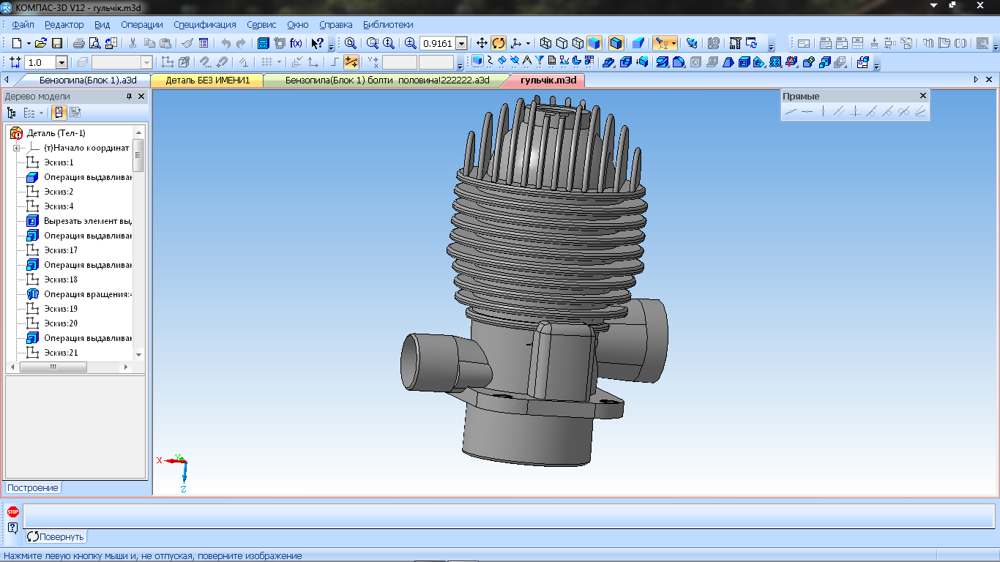 КОМПАС-3D V12 - гульчік.m3d
Файл Редактор Вид Операции Спецификация Сервис Окно Справка Библиотеки
f(x) 0.9161
1.0
Бензопила(Блок 1).a3d Деталь БЕЗ ИМЕНИ1 Бензопила(Блок 1) болти половина!222222.a3d гульчік.m3d
Дерево модели
Прямые
Деталь (Тел-1)
(т)Начало координат
Эскиз:1
Операция выдавливан
Эскиз:2
Эскиз:4
Вырезать элемент выд
Операция выдавливан
Эскиз:17
Операция выдавливан
Эскиз:18
Операция вращения:4
Эскиз:19
Эскиз:20
Операция выдавливан
Эскиз:21
X Y
Z
Построение
STOP
Повернуть
Нажмите левую кнопку мыши и, не отпуская, поверните изображение